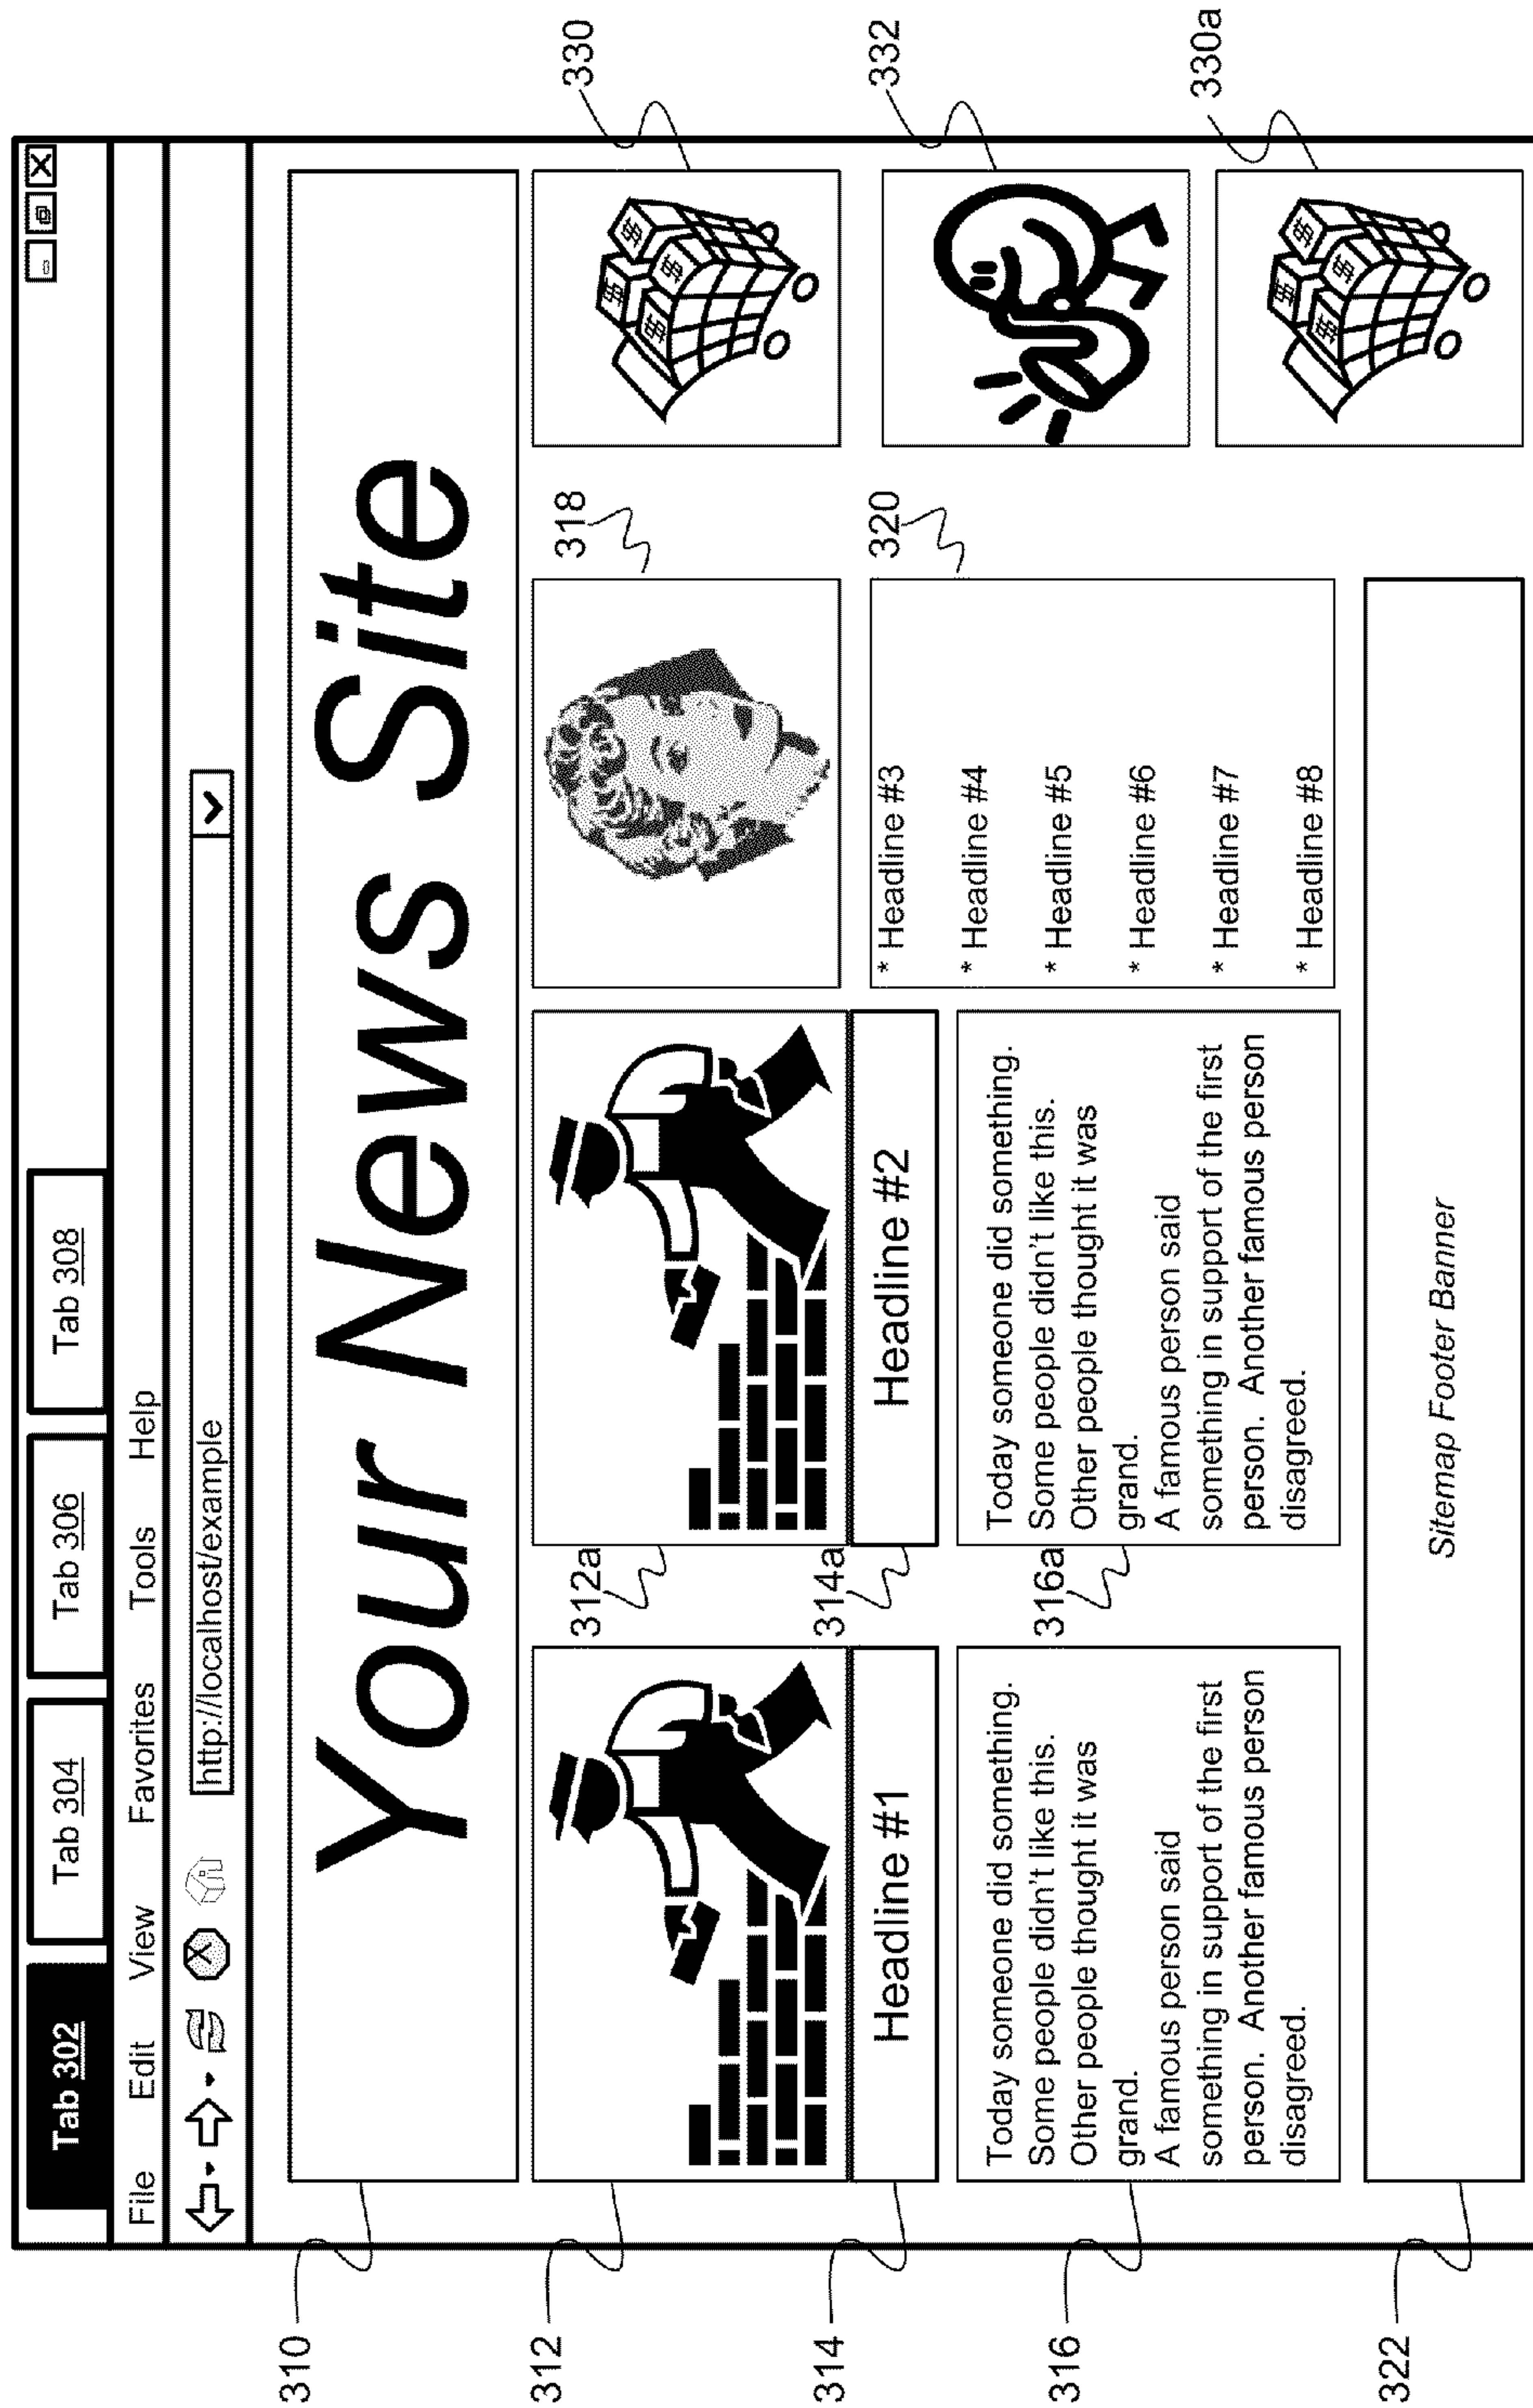 Tab 302
Tab 304
Tab 306
Tab 308
File Edit View Favorites Tools Help
http://localhost/example
310
Your News Site
312
312a
318
330
314
Headline #1
314a
Headline #2
316
Today someone did something.
Some people didn't like this.
Other people thought it was
grand.
A famous person said
something in support of the first
person. Another famous person
disagreed.
316a
Today someone did something.
Some people didn't like this.
Other people thought it was
grand.
A famous person said
something in support of the first
person. Another famous person
disagreed.
320
* Headline #3
* Headline #4
* Headline #5
* Headline #6
* Headline #7
* Headline #8
332
330a
322
Sitemap Footer Banner
$
$
$
$
$
$
$
$